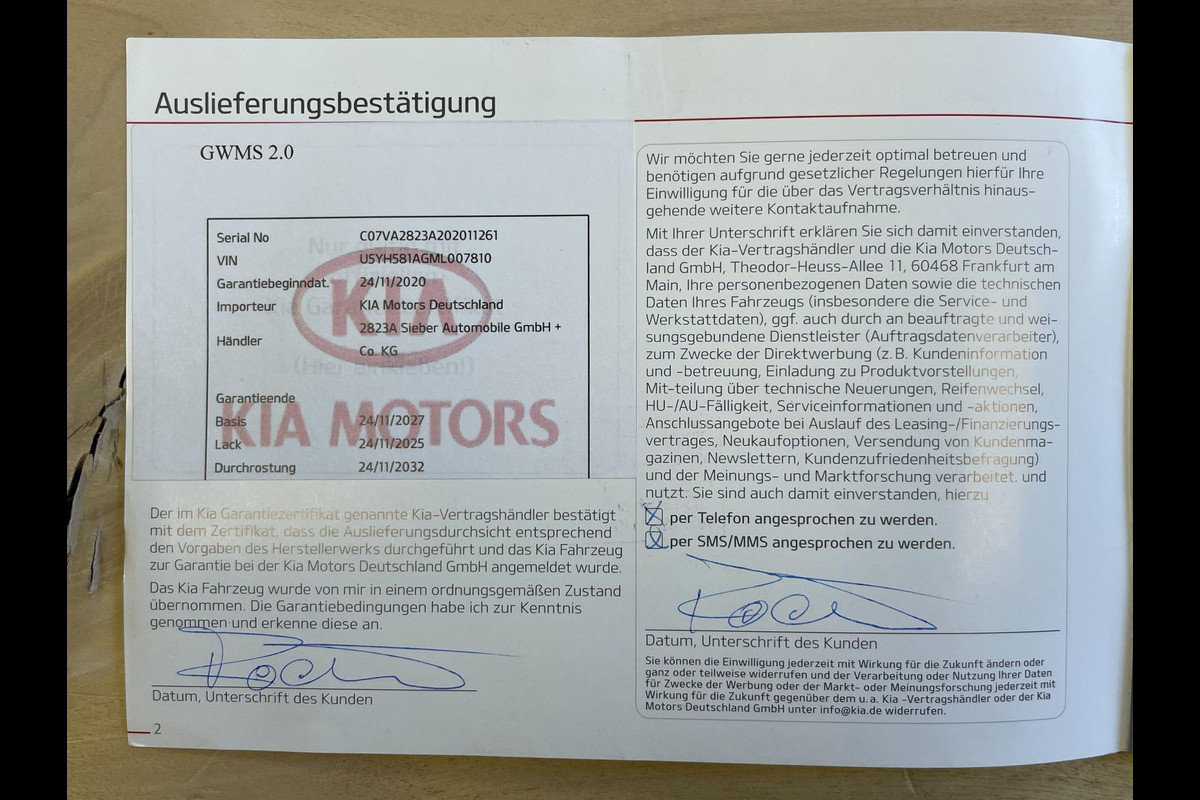 Auslieferungsbestätigung
GWMS 2.0
Serial No C07VA2823A202011261
VIN U5YH581AGML007810
Garantiebeginndat. 24/11/2020
Importeur KIA Motors Deutschland
Händler 2823A Sieber Automobile GmbH +
Co. KG
Garantieende
Basis 24/11/2027
Lack 24/11/2025
Durchrostung 24/11/2032
KIA
KIA MOTORS
(Hier einkleben!)
Der im Kia Garantiezertifikat genannte Kia-Vertragshändler bestätigt
mit dem Zertifikat, dass die Auslieferungsdurchsicht entsprechend
den Vorgaben des Herstellerwerks durchgeführt und das Kia Fahrzeug
zur Garantie bei der Kia Motors Deutschland GmbH angemeldet wurde.
Das Kia Fahrzeug wurde von mir in einem ordnungsgemäßen Zustand
übernommen. Die Garantiebedingungen habe ich zur Kenntnis
genommen und erkenne diese an.
Datum, Unterschrift des Kunden
2
Wir möchten Sie gerne jederzeit optimal betreuen und
benötigen aufgrund gesetzlicher Regelungen hierfür Ihre
Einwilligung für die über das Vertragsverhältnis hinaus-
gehende weitere Kontaktaufnahme.
Mit Ihrer Unterschrift erklären Sie sich damit einverstanden,
dass der Kia-Vertragshändler und die Kia Motors Deutsch-
land GmbH, Theodor-Heuss-Allee 11, 60468 Frankfurt am
Main, Ihre personenbezogenen Daten sowie die technischen
Daten Ihres Fahrzeugs (insbesondere die Service- und
Werkstattdaten), ggf. auch durch an beauftragte und wei-
sungsgebundene Dienstleister (Auftragsdatenverarbeiter),
zum Zwecke der Direktwerbung (z.B. Kundeninformation
und -betreuung, Einladung zu Produktvorstellungen,
Mit-teilung über technische Neuerungen, Reifenwechsel,
HU-/AU-Fälligkeit, Serviceinformationen und -aktionen,
Anschlussangebote bei Auslauf des Leasing-/Finanzierungs-
vertrages, Neukaufoptionen, Versendung von Kundenma-
gazinen, Newslettern, Kundenzufriedenheitsbefragung)
und der Meinungs- und Marktforschung verarbeitet. und
nutzt. Sie sind auch damit einverstanden, hierzu
per Telefon angesprochen zu werden.
per SMS/MMS angesprochen zu werden.
Datum, Unterschrift des Kunden
Sie können die Einwilligung jederzeit mit Wirkung für die Zukunft ändern oder
ganz oder teilweise widerrufen und der Verarbeitung oder Nutzung Ihrer Daten
für Zwecke der Werbung oder der Markt- oder Meinungsforschung jederzeit mit
Wirkung für die Zukunft gegenüber dem u.a. Kia -Vertragshändler oder der Kia
Motors Deutschland GmbH unter info@kia.de widerrufen.